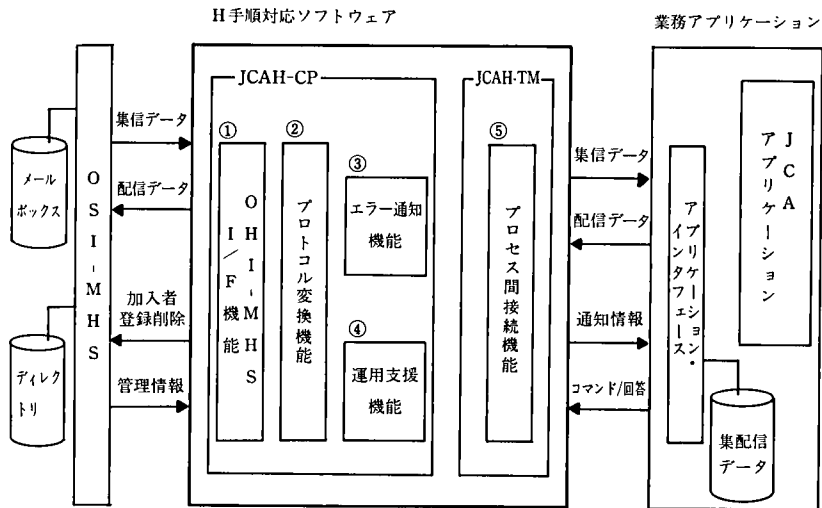 H手順対応ソフトウェア
業務アプリケーション
JCAH-CP
JCAH-TM
メール
ボックス
ディレク
トリ
OSI-MHS
集信データ
配信データ
加入者
登録削除
管理情報
①
OHI-MHS
I/F機能
②
プロトコル変換機能
③
エラー通知
機能
④
運用支援
機能
⑤
プロセス間接続機能
集信データ
配信データ
通知情報
コマンド/回答
アプリケーション・
インタフェース
JCA
アプリケーション
集配信
データ